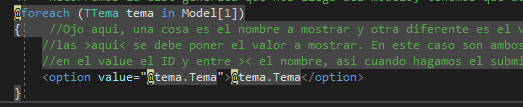 @foreach (TTema tema in Model[1])
{ //Ojo aqui, una cosa es el nombre a mostrar y otra diferente es el v
//las >aqui< se debe poner el valor a mostrar. En este caso son ambos
//en el value el ID y entre >< el nombre, asi cuando hagamos el submi
<option value="@tema.Tema">@tema.Tema</option>
}